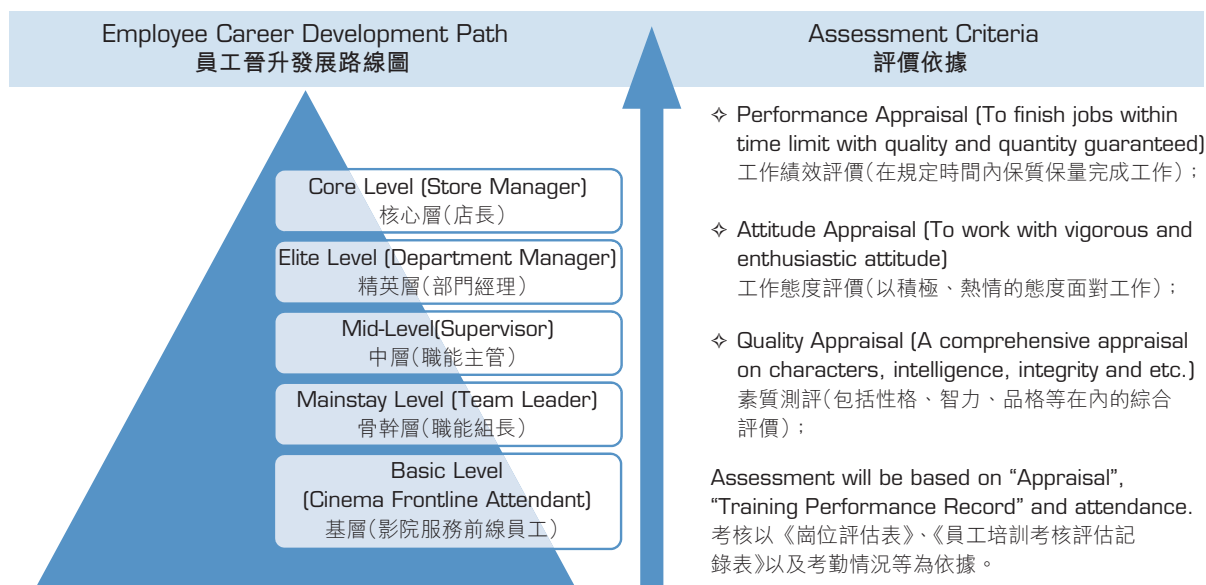 Employee Career Development Path
員工晉升發展路線圖
Core Level (Store Manager)
核心層(店長)
Elite Level (Department Manager)
精英層(部門經理)
Mid-Level(Supervisor)
中層(職能主管)
Mainstay Level (Team Leader)
骨幹層(職能組長)
Basic Level
(Cinema Frontline Attendant)
基層(影院服務前線員工)
Assessment Criteria
評價依據
✧ Performance Appraisal (To finish jobs within
time limit with quality and quantity guaranteed)
工作績效評價(在規定時間內保質保量完成工作)；
✧ Attitude Appraisal (To work with vigorous and
enthusiastic attitude)
工作態度評價(以積極、熱情的態度面對工作)；
✧ Quality Appraisal (A comprehensive appraisal
on characters, intelligence, integrity and etc.)
素質測評(包括性格、智力、品格等在內的綜合
評價)；
Assessment will be based on “Appraisal”,
“Training Performance Record” and attendance.
考核以《崗位評估表》、《員工培訓考核評估記
錄表》以及考勤情況等為依據。